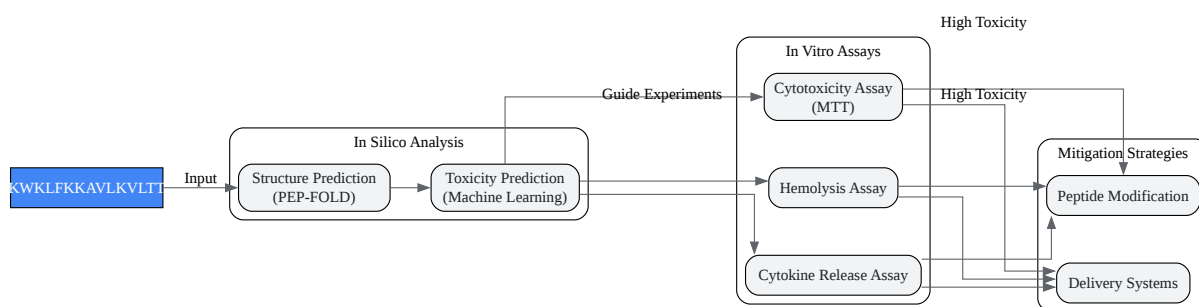 High Toxicity
In Vitro Assays
Guide Experiments
Cytotoxicity Assay
(MTT)
High Toxicity
In Silico Analysis
Mitigation Strategies
KWKLFKKAVLKVLTT
Input
Structure Prediction
(PEP-FOLD)
Toxicity Prediction
(Machine Learning)
Hemolysis Assay
Peptide Modification
Cytokine Release Assay
Delivery Systems